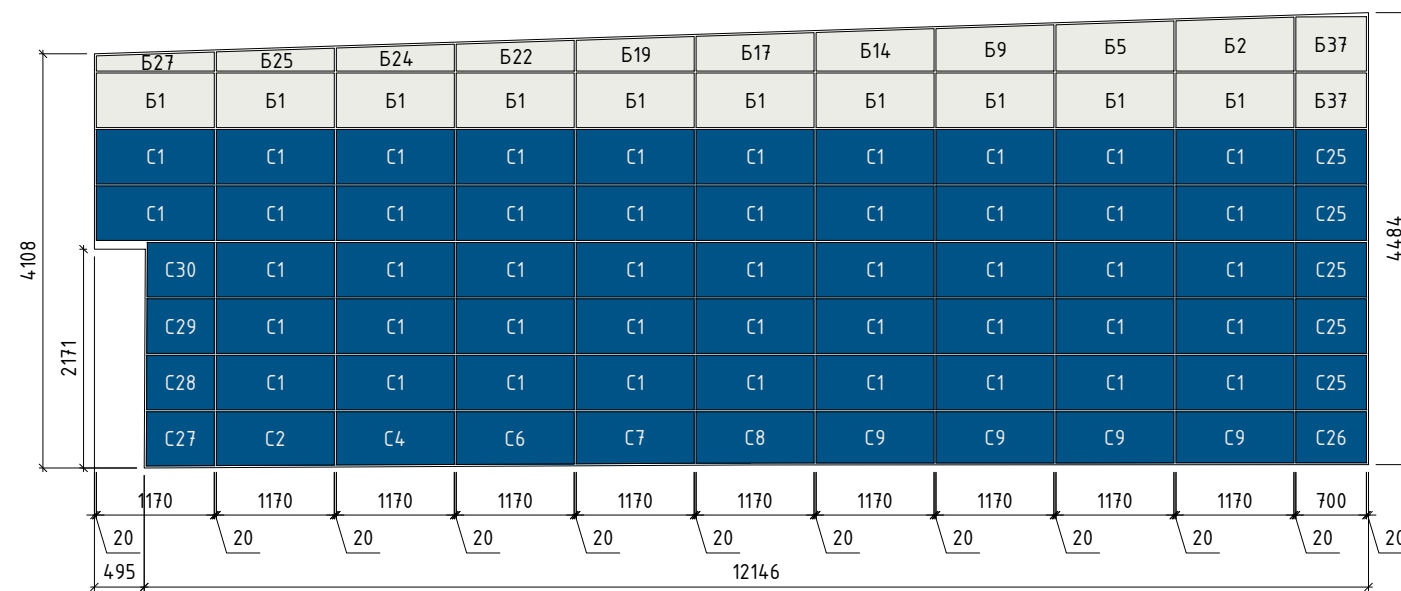 Б27 Б25 Б24 Б22 Б19 Б17 Б14 Б9 Б5 Б2 Б37
Б1 Б1 Б1 Б1 Б1 Б1 Б1 Б1 Б1 Б1 Б37
С1 С1 С1 С1 С1 С1 С1 С1 С1 С1 С25
С1 С1 С1 С1 С1 С1 С1 С1 С1 С1 С25
С30 С1 С1 С1 С1 С1 С1 С1 С1 С1 С25
С29 С1 С1 С1 С1 С1 С1 С1 С1 С1 С25
С28 С1 С1 С1 С1 С1 С1 С1 С1 С1 С25
С27 С2 С4 С6 С7 С8 С9 С9 С9 С9 С26
4108
2171
4484
1170 1170 1170 1170 1170 1170 1170 1170 1170 1170 700
20 20 20 20 20 20 20 20 20 20 20 20
495 12146